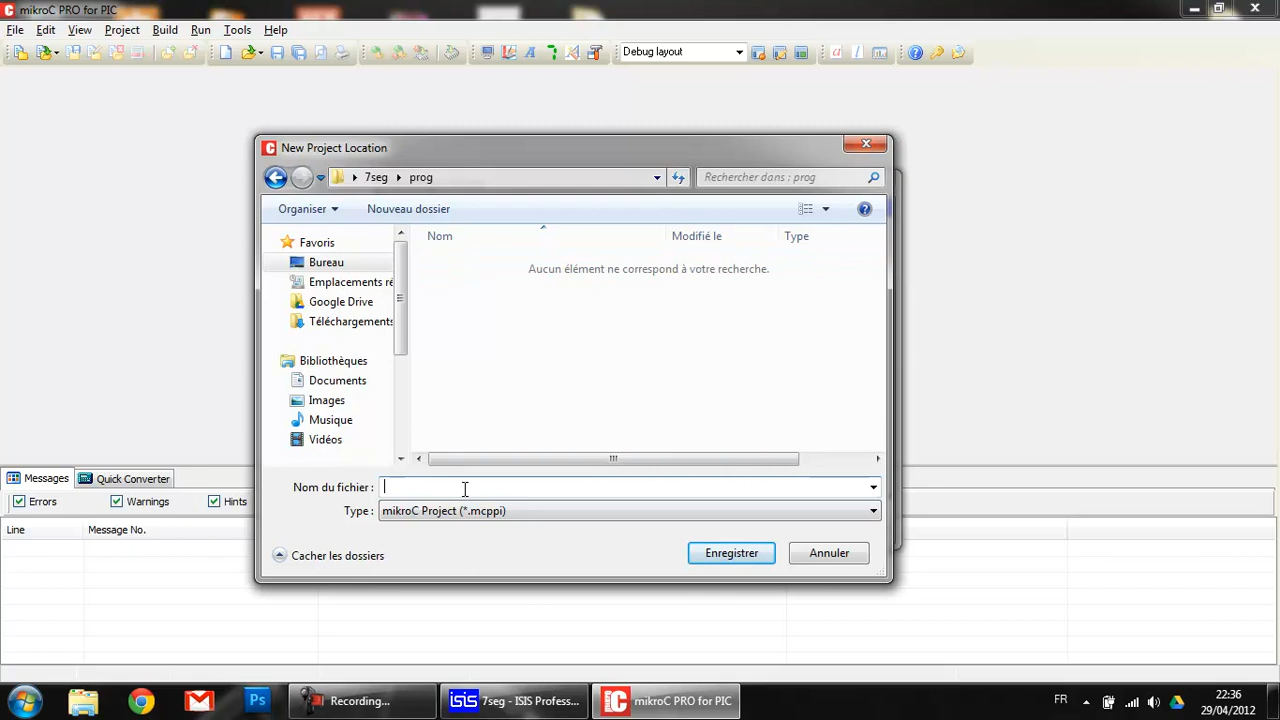 mikroC PRO for PIC
File Edit View Project Build Run Tools Help
Debug layout
New Project Location
7seg prog
Rechercher dans : prog
Organiser Nouveau dossier
Nom Modifié le Type
Aucun élément ne correspond à votre recherche.
Favoris
Bureau
Emplacements ré
Google Drive
Téléchargements
Bibliothèques
Documents
Images
Musique
Vidéos
Nom du fichier :
Type : mikroC Project (*.mcppi)
Cacher les dossiers Enregistrer Annuler
Messages Quick Converter
Errors Warnings Hints
Line Message No.
Recording... 7seg - ISIS Profess... mikroC PRO for PIC FR 22:36
29/04/2012